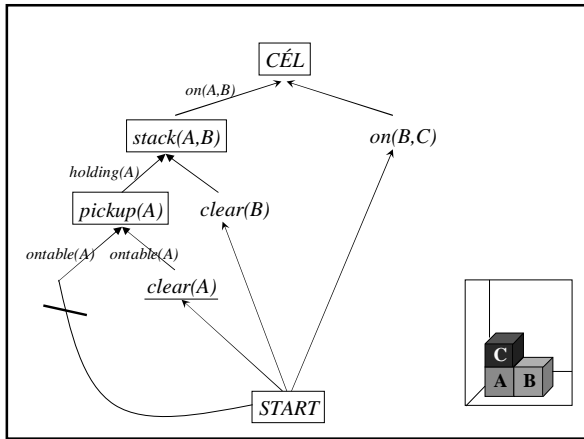 CÉL
on(A,B)
stack(A,B)
on(B,C)
holding(A)
pickup(A)
clear(B)
ontable(A) ontable(A)
clear(A)
C
A B
START